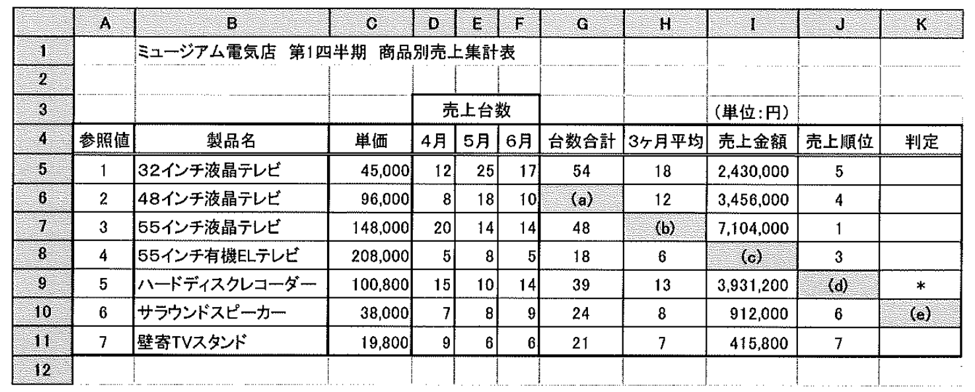 A B C D E F G H I J K
1 ミュージアム電気店 第1四半期 商品別売上集計表
2
3 売上台数 (単位:円)
4 参照値 製品名 単価 4月 5月 6月 台数合計 3ヶ月平均 売上金額 売上順位 判定
5 1 32インチ液晶テレビ 45,000 12 25 17 54 18 2,430,000 5
6 2 48インチ液晶テレビ 96,000 8 18 10 (a) 12 3,456,000 4
7 3 55インチ液晶テレビ 148,000 20 14 14 48 (b) 7,104,000 1
8 4 55インチ有機ELテレビ 208,000 5 8 5 18 6 (c) 3
9 5 ハードディスクレコーダー 100,800 15 10 14 39 13 3,931,200 (d) *
10 6 サラウンドスピーカー 38,000 7 8 9 24 8 912,000 6 (e)
11 7 壁寄TVスタンド 19,800 9 6 6 21 7 415,800 7
12